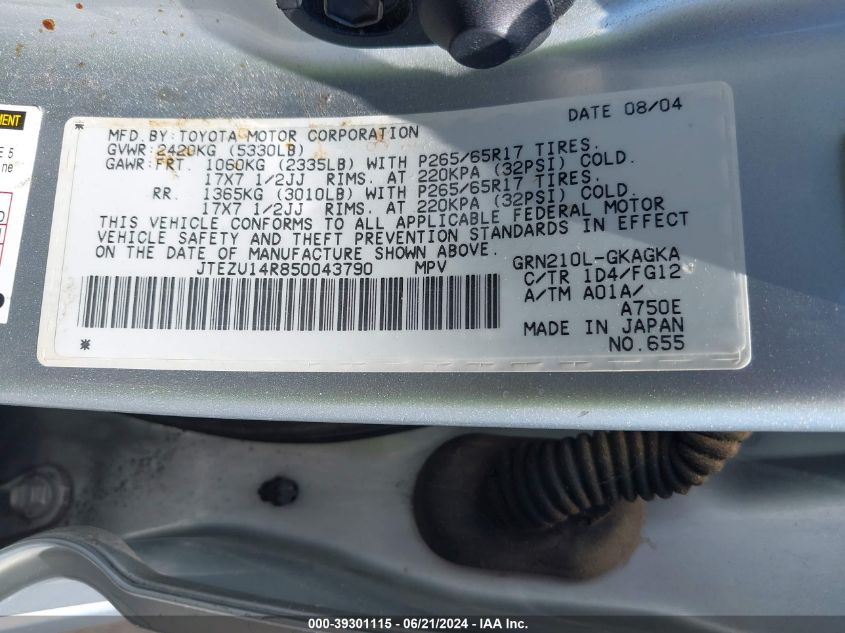 MENT
E 5
ne
DATE 08/04
MFD. BY: TOYOTA MOTOR CORPORATION
GVWR: 2420KG (5330LB)
GAWR: FRT. 1060KG (2335LB) WITH P265/65R17 TIRES.
17X7 1/2JJ RIMS. AT 220KPA (32PSI) COLD.
RR. 1365KG (3010LB) WITH P265/65R17 TIRES.
17X7 1/2JJ RIMS. AT 220KPA (32PSI) COLD.
THIS VEHICLE CONFORMS TO ALL APPLICABLE FEDERAL MOTOR
VEHICLE SAFETY AND THEFT PREVENTION STANDARDS IN EFFECT
ON THE DATE OF MANUFACTURE SHOWN ABOVE.
JTEZU14R850043790 MPV
GRN210L-GKAGKA
C/TR 1D4/FG12
A/TM A01A/
A750E
MADE IN JAPAN
NO. 655
* *
000-39301115 - 06/21/2024 - IAA Inc.